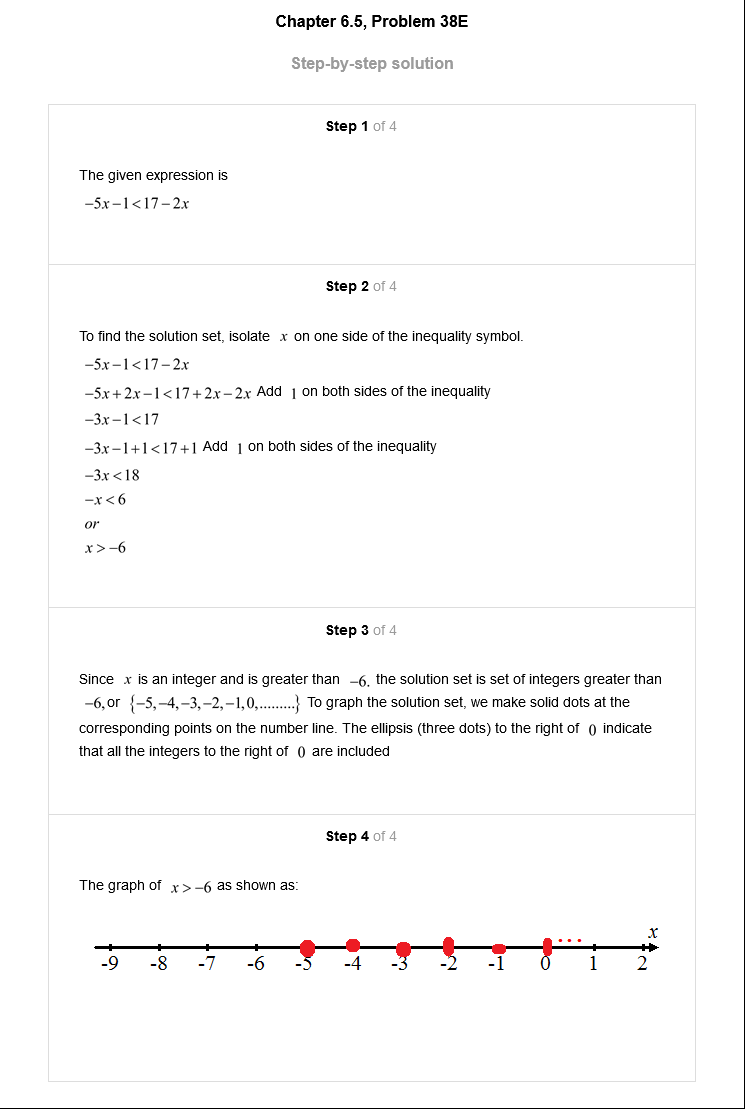 Chapter 6.5, Problem 38E
Step-by-step solution
Step 1 of 4
The given expression is
−5x−1<17−2x
Step 2 of 4
To find the solution set, isolate x on one side of the inequality symbol.
−5x−1<17−2x
−5x+2x−1<17+2x−2x Add 1 on both sides of the inequality
−3x−1<17
−3x−1+1<17+1 Add 1 on both sides of the inequality
−3x<18
−x<6
or
x>−6
Step 3 of 4
Since x is an integer and is greater than −6. the solution set is set of integers greater than
−6,or {−5,−4,−3,−2,−1,0,.........} To graph the solution set, we make solid dots at the
corresponding points on the number line. The ellipsis (three dots) to the right of 0 indicate
that all the integers to the right of 0 are included
Step 4 of 4
The graph of x>−6 as shown as:
x
-9 -8 -7 -6 -5 -4 -3 -2 -1 0 1 2